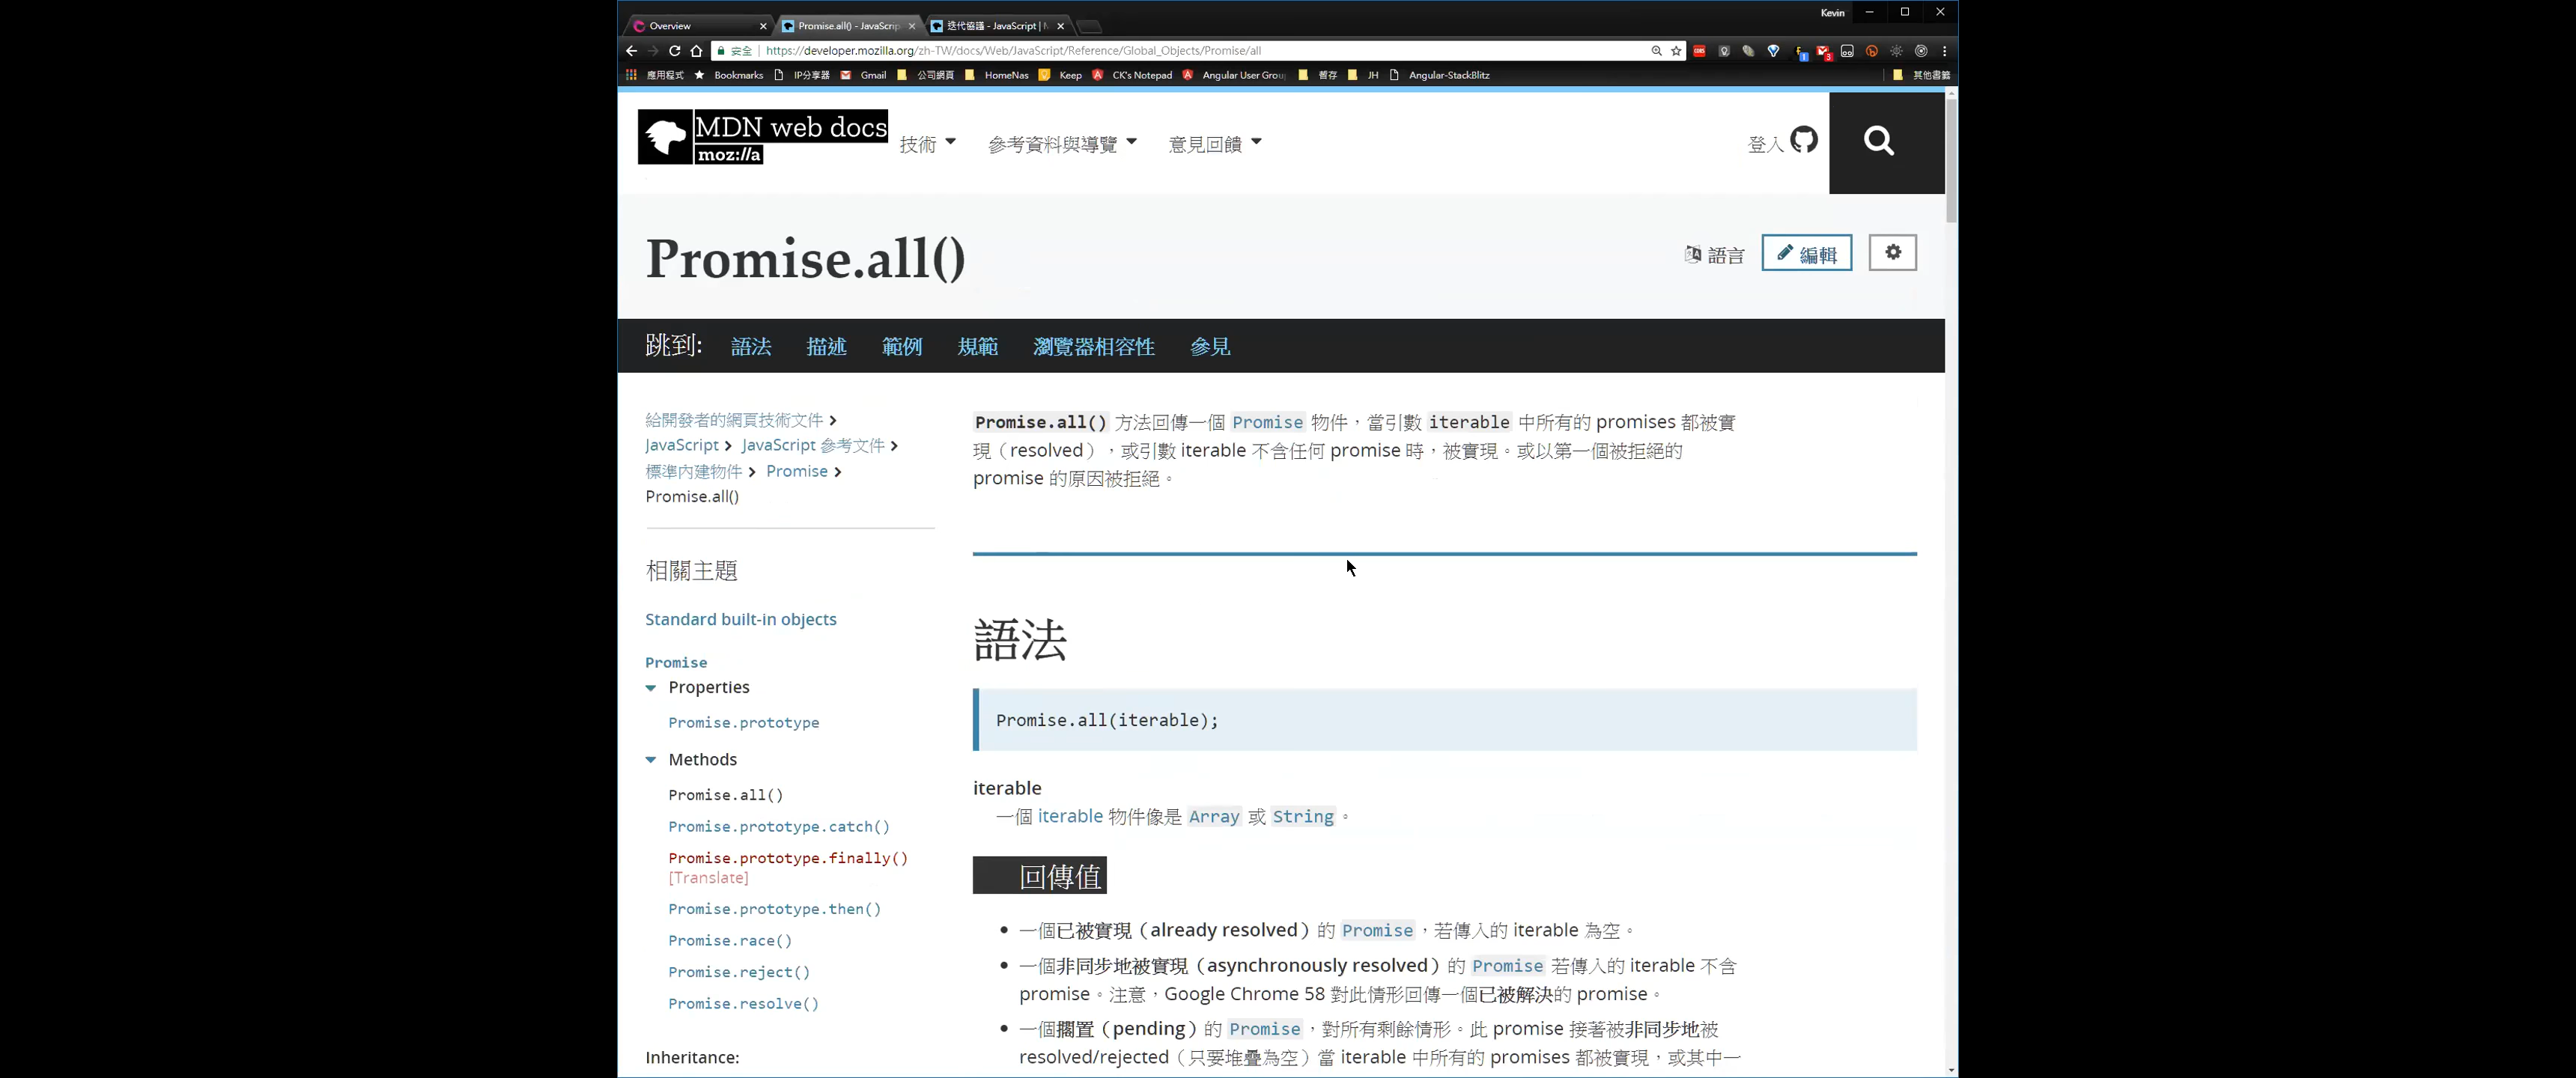 Kevin
Overview
Promise.all() - JavaScrip
迭代協議 - JavaScript |
安全 | https://developer.mozilla.org/zh-TW/docs/Web/JavaScript/Reference/Global_Objects/Promise/all
應用程式 Bookmarks IP分享器 Gmail 公司網頁 HomeNas Keep CK's Notepad Angular User Grou 暫存 JH Angular-StackBlitz 其他書籤
MDN web docs
moz://a
技術 參考資料與導覽 意見回饋 登入
Promise.all()
語言 編輯
跳到: 語法 描述 範例 規範 瀏覽器相容性 參見
給開發者的網頁技術文件
JavaScript JavaScript 參考文件
標準內建物件 Promise
Promise.all()
相關主題
Standard built-in objects
Promise
Properties
Promise.prototype
Methods
Promise.all()
Promise.prototype.catch()
Promise.prototype.finally()
[Translate]
Promise.prototype.then()
Promise.race()
Promise.reject()
Promise.resolve()
Inheritance:
Promise.all() 方法回傳一個 Promise 物件，當引數 iterable 中所有的 promises 都被實
現（resolved），或引數 iterable 不含任何 promise 時，被實現。或以第一個被拒絕的
promise 的原因被拒絕。
語法
Promise.all(iterable);
iterable
一個 iterable 物件像是 Array 或 String。
回傳值
一個已被實現（already resolved）的 Promise，若傳入的 iterable 為空。
一個非同步地被實現（asynchronously resolved）的 Promise 若傳入的 iterable 不含
promise。注意，Google Chrome 58 對此情形回傳一個已被解決的 promise。
一個擱置（pending）的 Promise，對所有剩餘情形。此 promise 接著被非同步地被
resolved/rejected（只要堆疊為空）當 iterable 中所有的 promises 都被實現，或其中一